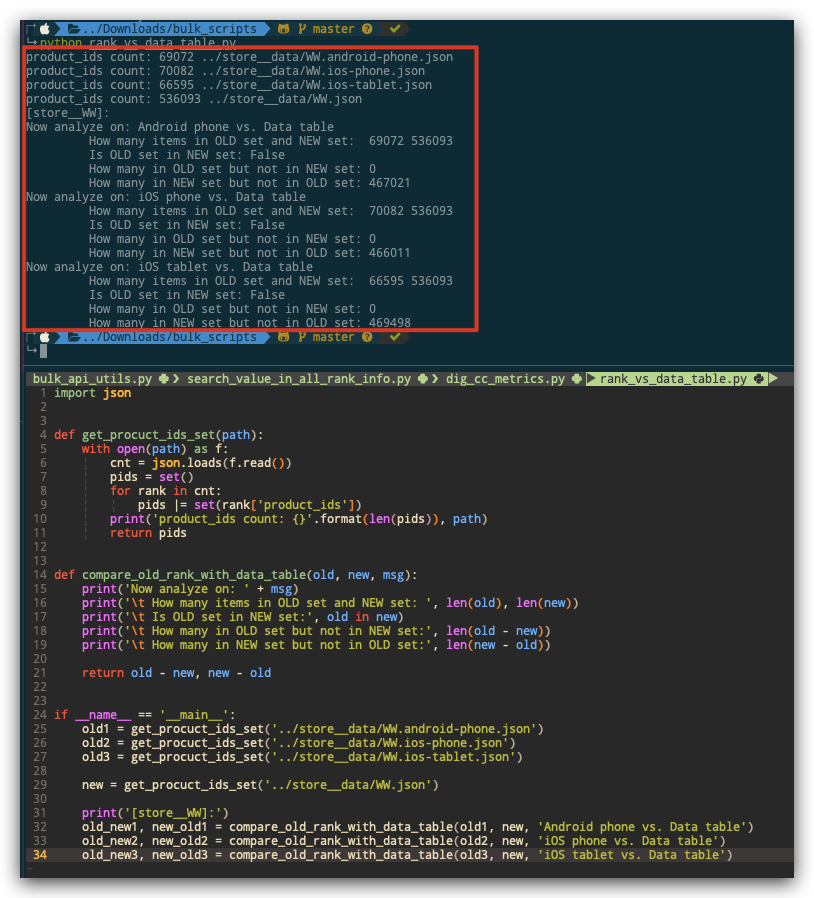 ../Downloads/bulk_scripts master
python rank_vs_data_table.py
product_ids count: 69072 ../store__data/WW.android-phone.json
product_ids count: 70082 ../store__data/WW.ios-phone.json
product_ids count: 66595 ../store__data/WW.ios-tablet.json
product_ids count: 536093 ../store__data/WW.json
[store__WW]:
Now analyze on: Android phone vs. Data table
How many items in OLD set and NEW set:  69072 536093
Is OLD set in NEW set: False
How many in OLD set but not in NEW set: 0
How many in NEW set but not in OLD set: 467021
Now analyze on: iOS phone vs. Data table
How many items in OLD set and NEW set:  70082 536093
Is OLD set in NEW set: False
How many in OLD set but not in NEW set: 0
How many in NEW set but not in OLD set: 466011
Now analyze on: iOS tablet vs. Data table
How many items in OLD set and NEW set:  66595 536093
Is OLD set in NEW set: False
How many in OLD set but not in NEW set: 0
How many in NEW set but not in OLD set: 469498
../Downloads/bulk_scripts master
bulk_api_utils.py search_value_in_all_rank_info.py dig_cc_metrics.py rank_vs_data_table.py
1 import json
2
3
4 def get_procuct_ids_set(path):
5     with open(path) as f:
6         cnt = json.loads(f.read())
7         pids = set()
8         for rank in cnt:
9             pids |= set(rank['product_ids'])
10         print('product_ids count: {}'.format(len(pids)), path)
11         return pids
12
13
14 def compare_old_rank_with_data_table(old, new, msg):
15     print('Now analyze on: ' + msg)
16     print('\t How many items in OLD set and NEW set: ', len(old), len(new))
17     print('\t Is OLD set in NEW set:', old in new)
18     print('\t How many in OLD set but not in NEW set:', len(old - new))
19     print('\t How many in NEW set but not in OLD set:', len(new - old))
20
21     return old - new, new - old
22
23
24 if __name__ == '__main__':
25     old1 = get_procuct_ids_set('../store__data/WW.android-phone.json')
26     old2 = get_procuct_ids_set('../store__data/WW.ios-phone.json')
27     old3 = get_procuct_ids_set('../store__data/WW.ios-tablet.json')
28
29     new = get_procuct_ids_set('../store__data/WW.json')
30
31     print('[store__WW]:')
32     old_new1, new_old1 = compare_old_rank_with_data_table(old1, new, 'Android phone vs. Data table')
33     old_new2, new_old2 = compare_old_rank_with_data_table(old2, new, 'iOS phone vs. Data table')
34     old_new3, new_old3 = compare_old_rank_with_data_table(old3, new, 'iOS tablet vs. Data table')